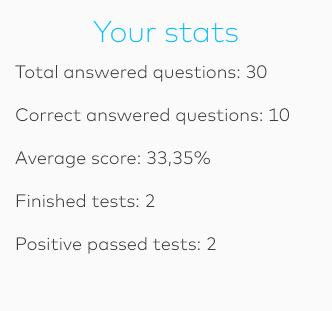 Your stats
Total answered questions: 30
Correct answered questions: 10
Average score: 33,35%
Finished tests: 2
Positive passed tests: 2